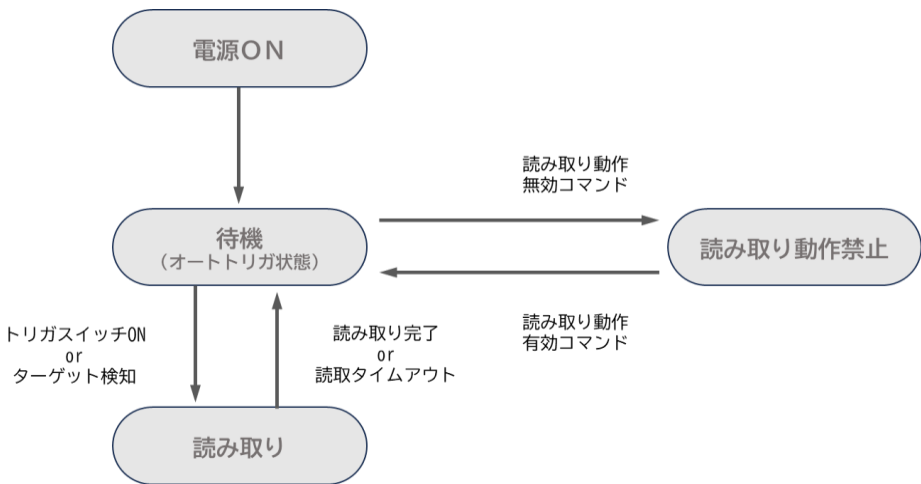 電源ON
読み取り動作
無効コマンド
待機
(オートトリガ状態)
読み取り動作禁止
トリガスイッチON
or
ターゲット検知
読み取り完了
or
読取タイムアウト
読み取り動作
有効コマンド
読み取り